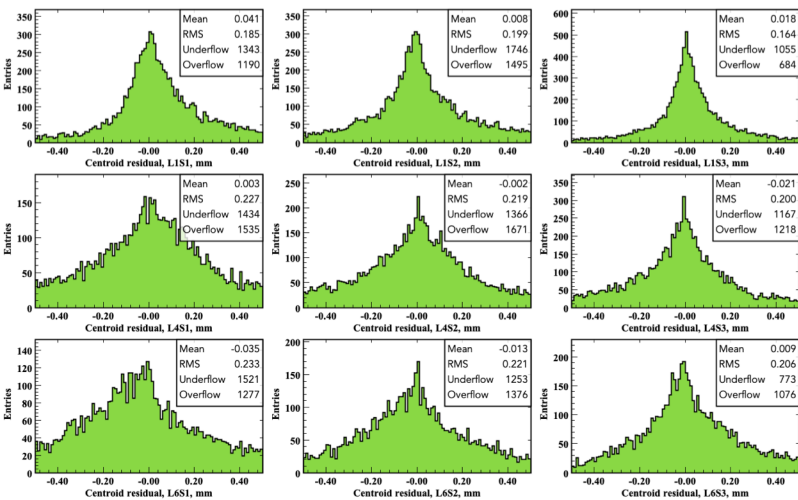 350
300
250
200
150
100
50
0
Entries
Mean 0.041
RMS 0.185
Underflow 1343
Overflow 1190
-0.40 -0.20 -0.00 0.20 0.40
Centroid residual, L1S1, mm
350
300
250
200
150
100
50
0
Entries
Mean 0.008
RMS 0.199
Underflow 1746
Overflow 1495
-0.40 -0.20 -0.00 0.20 0.40
Centroid residual, L1S2, mm
600
500
400
300
200
100
0
Entries
Mean 0.018
RMS 0.164
Underflow 1055
Overflow 684
-0.40 -0.20 -0.00 0.20 0.40
Centroid residual, L1S3, mm
150
100
50
0
Entries
Mean 0.003
RMS 0.227
Underflow 1434
Overflow 1535
-0.40 -0.20 -0.00 0.20 0.40
Centroid residual, L4S1, mm
250
200
150
100
50
0
Entries
Mean -0.002
RMS 0.219
Underflow 1366
Overflow 1671
-0.40 -0.20 -0.00 0.20 0.40
Centroid residual, L4S2, mm
350
300
250
200
150
100
50
0
Entries
Mean -0.021
RMS 0.200
Underflow 1167
Overflow 1218
-0.40 -0.20 -0.00 0.20 0.40
Centroid residual, L4S3, mm
140
120
100
80
60
40
20
0
Entries
Mean -0.035
RMS 0.233
Underflow 1521
Overflow 1277
-0.40 -0.20 -0.00 0.20 0.40
Centroid residual, L6S1, mm
200
150
100
50
0
Entries
Mean -0.013
RMS 0.221
Underflow 1253
Overflow 1376
-0.40 -0.20 -0.00 0.20 0.40
Centroid residual, L6S2, mm
200
150
100
50
0
Entries
Mean 0.009
RMS 0.206
Underflow 773
Overflow 1076
-0.40 -0.20 -0.00 0.20 0.40
Centroid residual, L6S3, mm